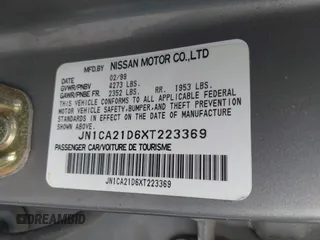 MFD.BY NISSAN MOTOR CO.,LTD
DATE 02/99
GVWR/PNBV 4273 LBS.
GAWR/PNBE FR. 2352 LBS. RR. 1953 LBS.
THIS VEHICLE CONFORMS TO ALL APPLICABLE FEDERAL
MOTOR VEHICLE SAFETY, BUMPER, AND THEFT PREVENTION
STANDARDS IN EFFECT ON THE DATE OF MANUFACTURE
SHOWN ABOVE.
JN1CA21D6XT223369
PASSENGER CAR/VOITURE DE TOURISME
JN1CA21D6XT223369
DREAMBID